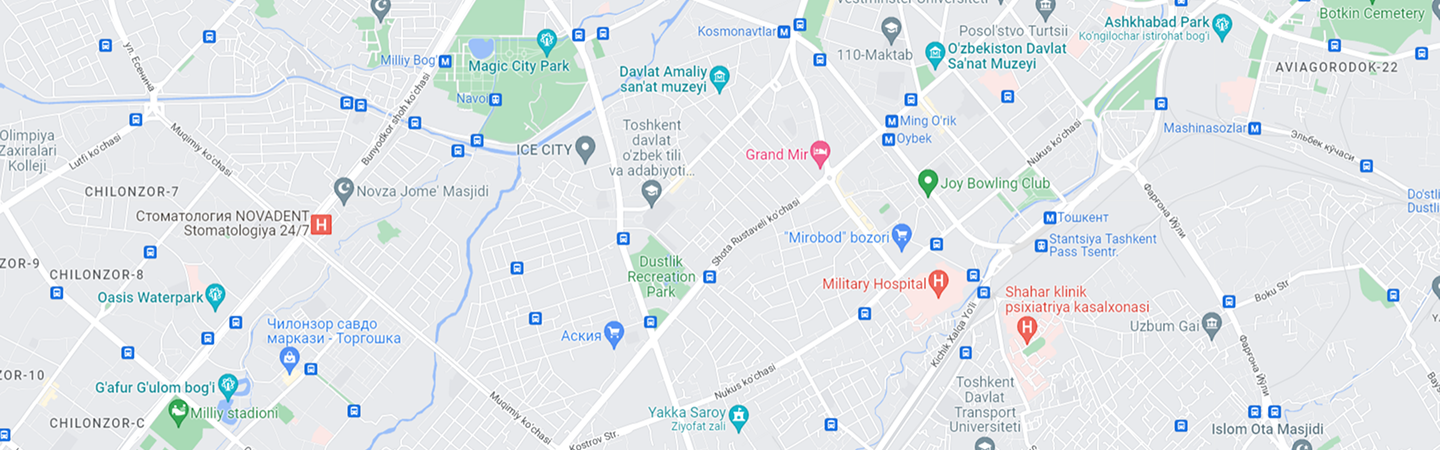 Vestminster Universiteti
Kosmonavtlar
Posol'stvo Turtsii
Ashkhabad Park
Ko'ngilochar istirohat bog'i
Botkin Cemetery
110-Maktab
O'zbekiston Davlat
Sa'nat Muzeyi
ул. Есенина
Milliy Bog
Magic City Park
Davlat Amaliy
san'at muzeyi
AVIAGORODOK-22
Navoi
Bunyodkor shoh ko'chasi
Ming O'rik
Oybek
Mashinasozlar
Эльбек кўчаси
Olimpiya
Zaxiralari
Kolleji
Lutfi ko'chasi
Muqimiy ko'chasi
ICE CITY
Toshkent
davlat
o'zbek tili
va adabiyoti...
Grand Mir
Nukus ko'chasi
CHILONZOR-7
Novza Jome' Masjidi
Joy Bowling Club
Do'stli
Dustli
Стоматология NOVADENT
Stomatologiya 24/7
Shota Rustaveli ko'chasi
"Mirobod" bozori
Тошкент
Stantsiya Tashkent
Pass Tsentr.
Фарғона Йўли
ZOR-9
CHILONZOR-8
Oasis Waterpark
Dustlik
Recreation
Park
Military Hospital
Shahar klinik
psixiatriya kasalxonasi
Boku Str
Uzbum Gai
Чилонзор савдо
маркази - Торгошка
Аския
Kichik Xalqa Yo'li
Фарғона Йўли
ZOR-10
G'afur G'ulom bog'i
Milliy stadioni
CHILONZOR-C
Muqimiy ko'chasi
Kostrov Str.
Nukus ko'chasi
Yakka Saroy
Ziyofat zali
Toshkent
Davlat
Transport
Universiteti
Islom Ota Masjidi